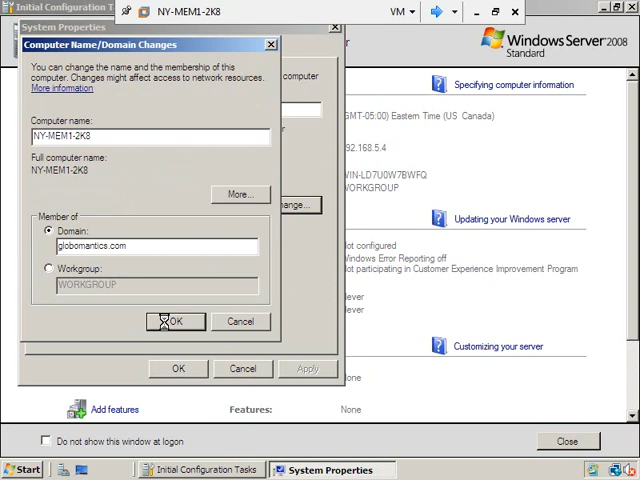 Initial Configuration T
NY-MEM1-2K8
VM
System Properties
Computer Name/Domain Changes
Windows Server 2008
Standard
You can change the name and the membership of this
computer. Changes might affect access to network resources.
More information
computer
Specifying computer information
Computer name:
NY-MEM1-2K8
GMT-05:00) Eastern Time (US Canada)
Full computer name:
NY-MEM1-2K8
92.168.5.4
WIN-LD7U0W7BWFQ
WORKGROUP
More...
hange...
Member of
Domain:
globomantics.com
Updating your Windows server
Workgroup:
WORKGROUP
Not configured
Windows Error Reporting off
Not participating in Customer Experience Improvement Program
Never
Never
OK
Cancel
Customizing your server
OK
Cancel
Apply
None
Add features
Features:
None
Do not show this window at logon
Close
Start
Initial Configuration Tasks
System Properties